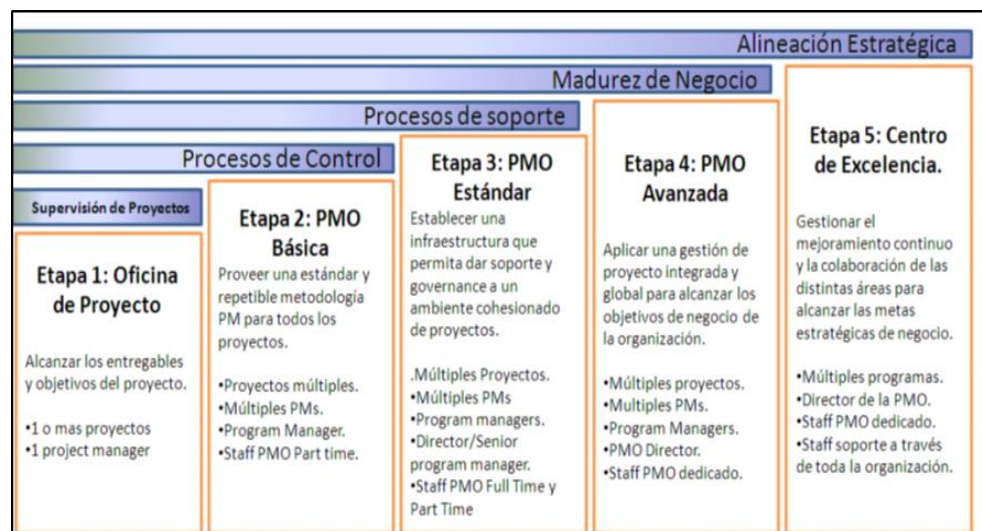 Alineación Estratégica
Madurez de Negocio
Procesos de soporte
Procesos de Control
Supervisión de Proyectos
Etapa 1: Oficina
de Proyecto
Alcanzar los entregables
y objetivos del proyecto.
•1 o mas proyectos
•1 project manager
Etapa 2: PMO
Básica
Proveer una estándar y
repetible metodología
PM para todos los
proyectos.
•Proyectos múltiples.
•Múltiples PMs.
•Program Manager.
•Staff PMO Part time.
Etapa 3: PMO
Estándar
Establecer una
infraestructura que
permita dar soporte y
governance a un
ambiente cohesionado
de proyectos.
.Múltiples Proyectos.
•Múltiples PMs
•Program managers.
•Director/Senior
program manager.
•Staff PMO Full Time y
Part Time
Etapa 4: PMO
Avanzada
Aplicar una gestión de
proyecto integrada y
global para alcanzar los
objetivos de negocio de
la organización.
•Múltiples proyectos.
•Multiples PMs.
•Program Managers.
•PMO Director.
•Staff PMO dedicado.
Etapa 5: Centro
de Excelencia.
Gestionar el
mejoramiento continuo
y la colaboración de las
distintas áreas para
alcanzar las metas
estratégicas de negocio.
•Múltiples programas.
•Director de la PMO.
•Staff PMO dedicado.
•Staff soporte a través
de toda la organización.